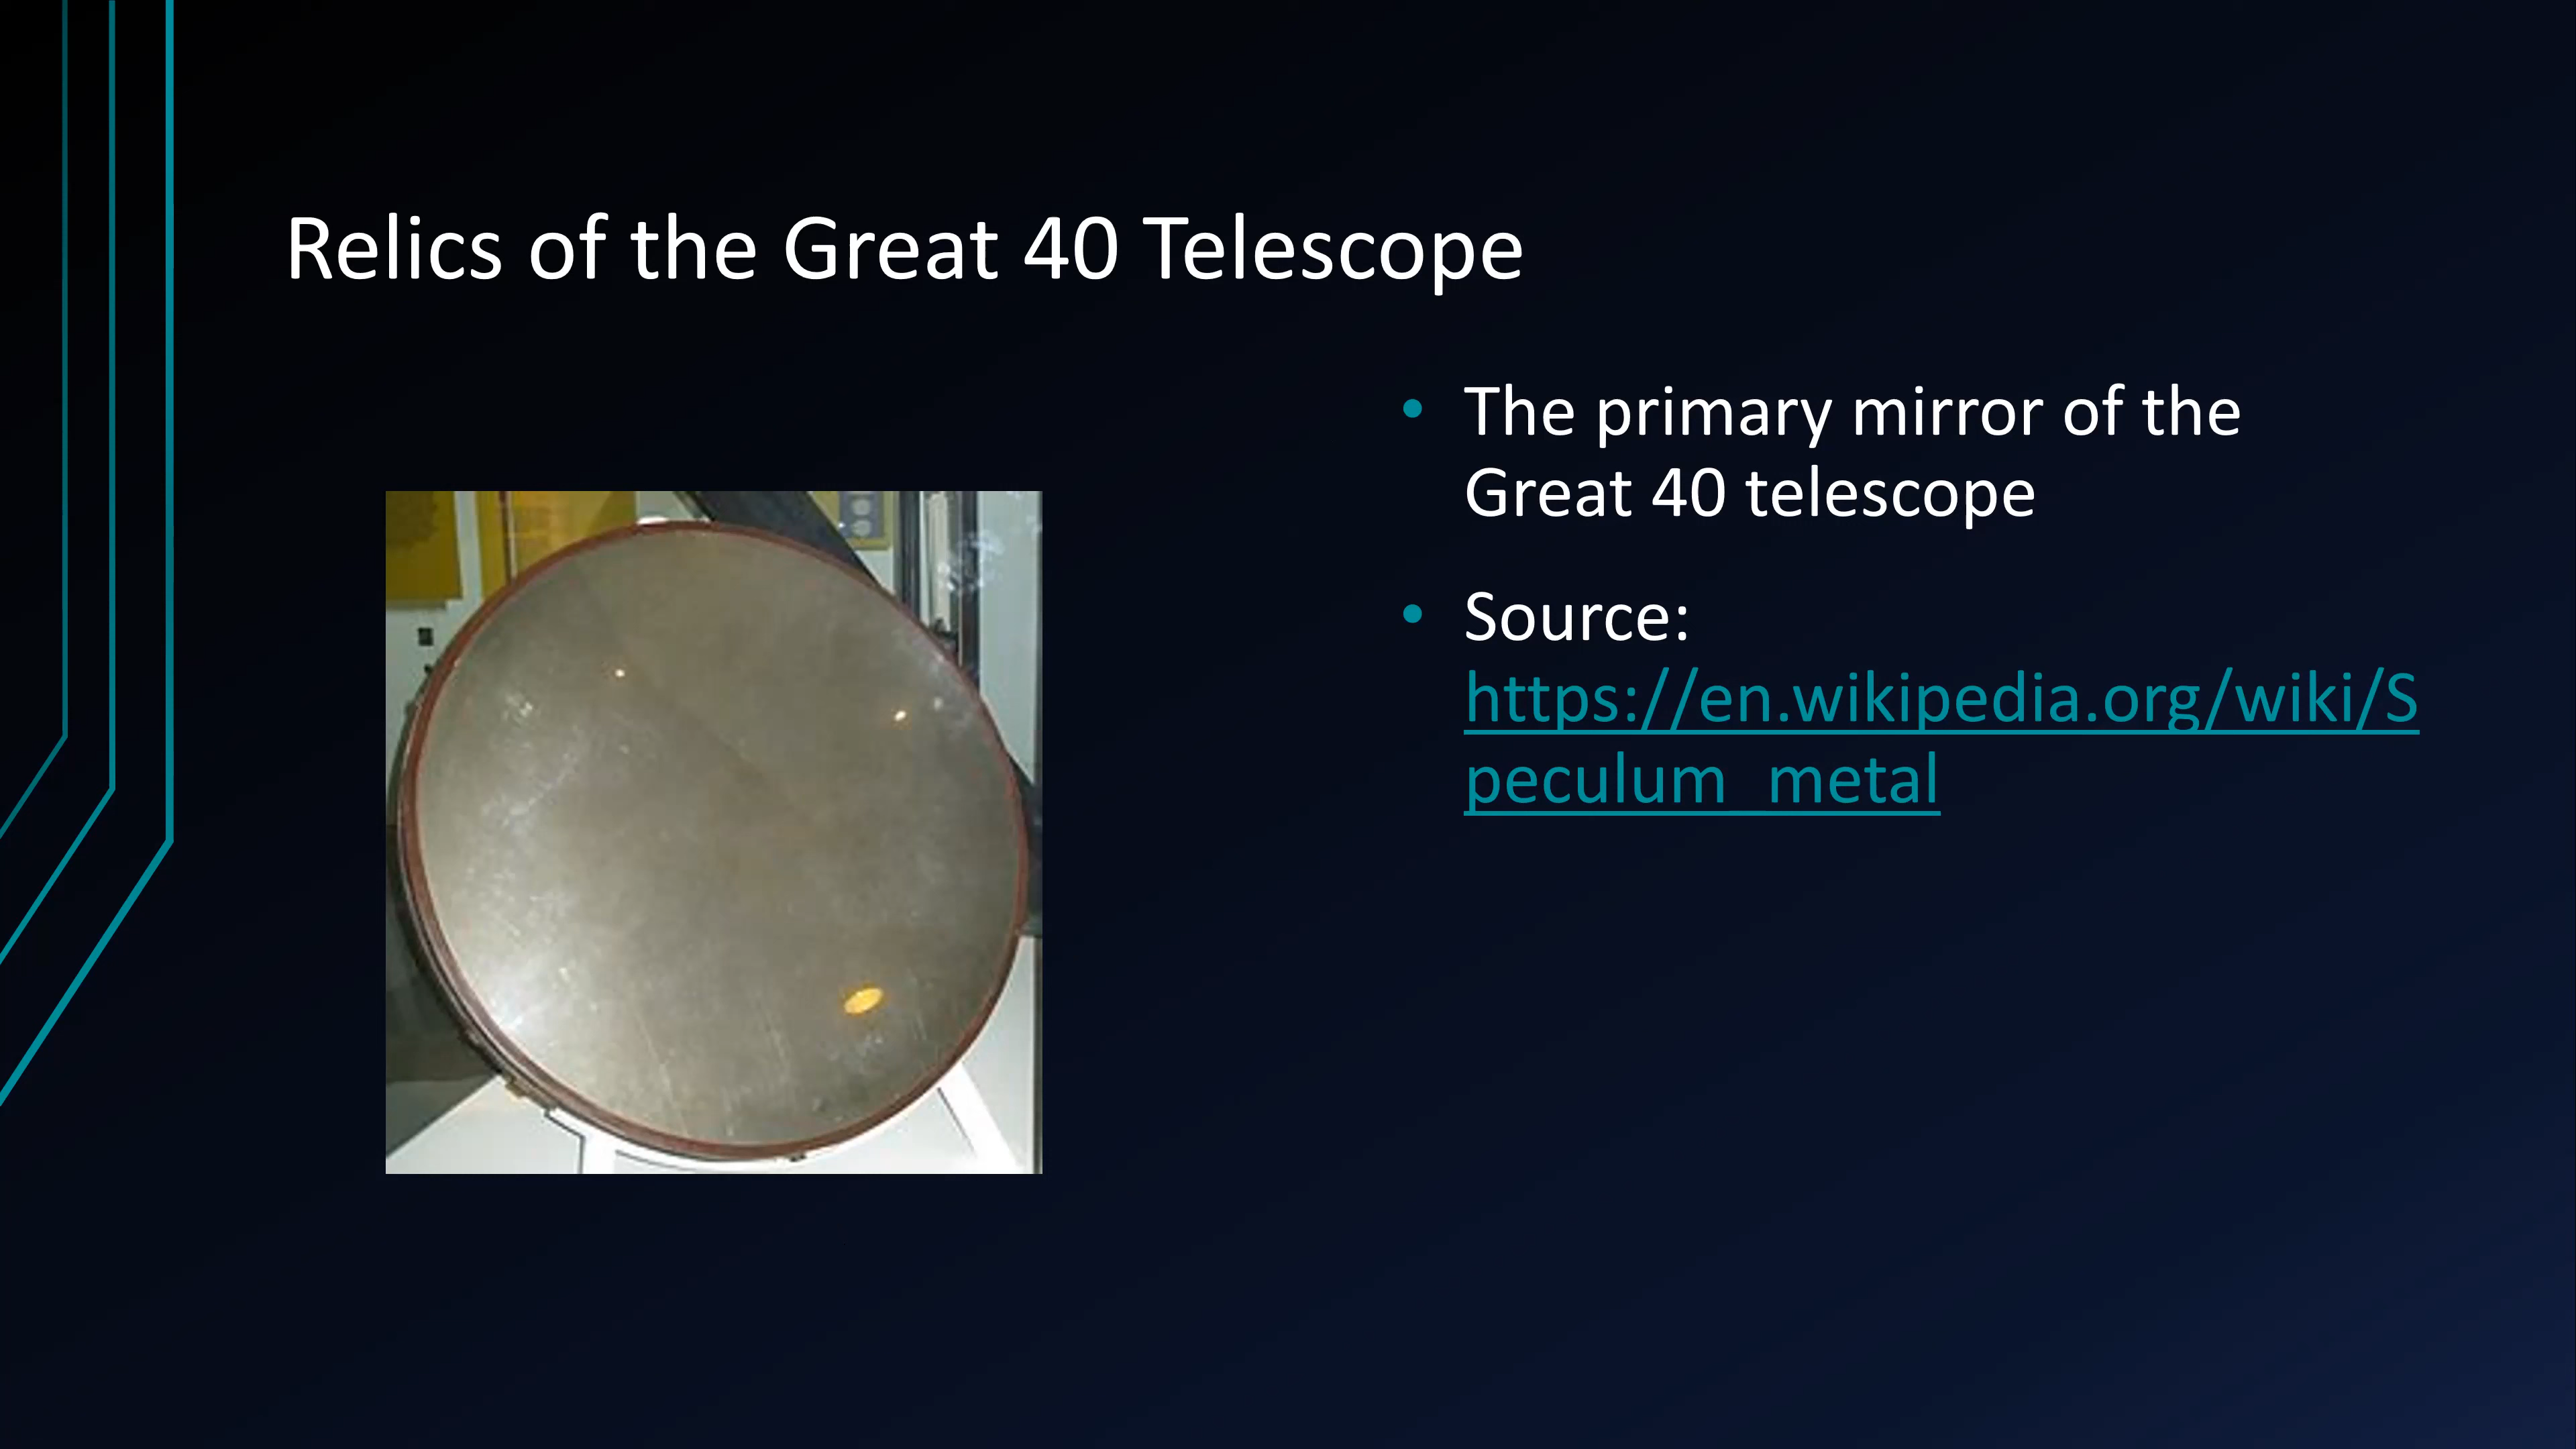 Relics of the Great 40 Telescope
• The primary mirror of the
Great 40 telescope
• Source:
https://en.wikipedia.org/wiki/S
peculum_metal